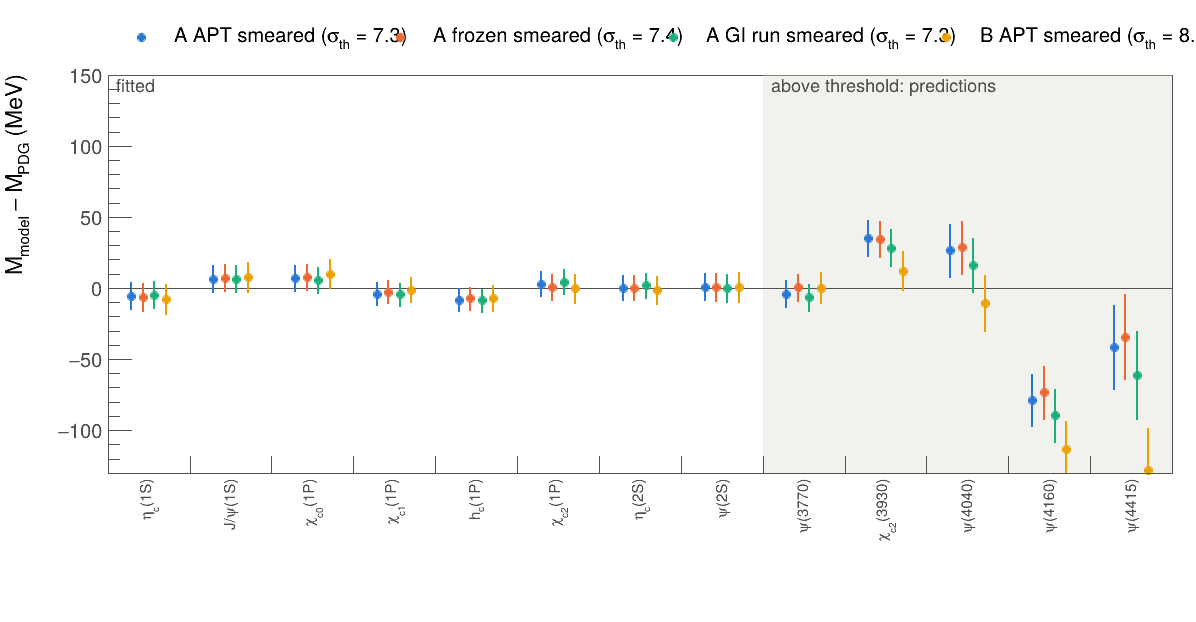 A APT smeared (σth = 7.3) A frozen smeared (σth = 7.4) A GI run smeared (σth = 7.3) B APT smeared (σth = 8.
Mmodel − MPDG (MeV)
fitted above threshold: predictions
150
100
50
0
−50
−100
ηc(1S) J/ψ(1S) χc0(1P) χc1(1P) hc(1P) χc2(1P) ηc(2S) ψ(2S) ψ(3770) χc2(3930) ψ(4040) ψ(4160) ψ(4415)